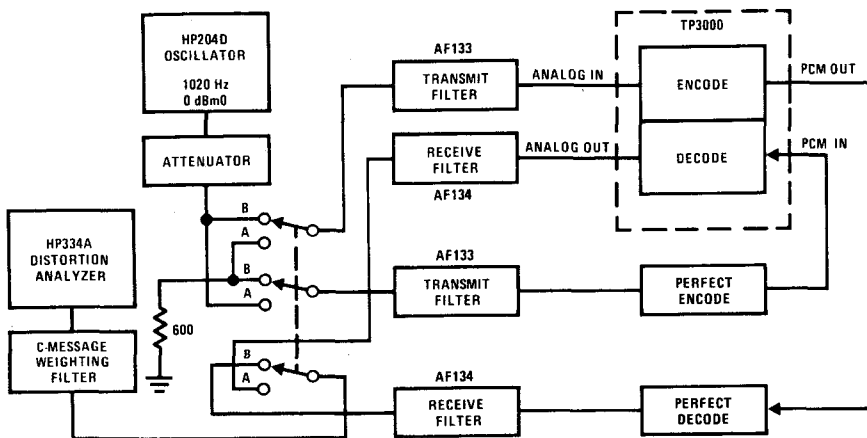 HP204D
OSCILLATOR
1020 Hz
0 dBm0
ATTENUATOR
HP334A
DISTORTION
ANALYZER
C-MESSAGE
WEIGHTING
FILTER
600
B
A
B
A
B
A
AF133
TRANSMIT
FILTER
ANALOG IN
RECEIVE
FILTER
AF134
ANALOG OUT
TP3000
ENCODE
DECODE
PCM OUT
PCM IN
AF133
TRANSMIT
FILTER
PERFECT
ENCODE
AF134
RECEIVE
FILTER
PERFECT
DECODE